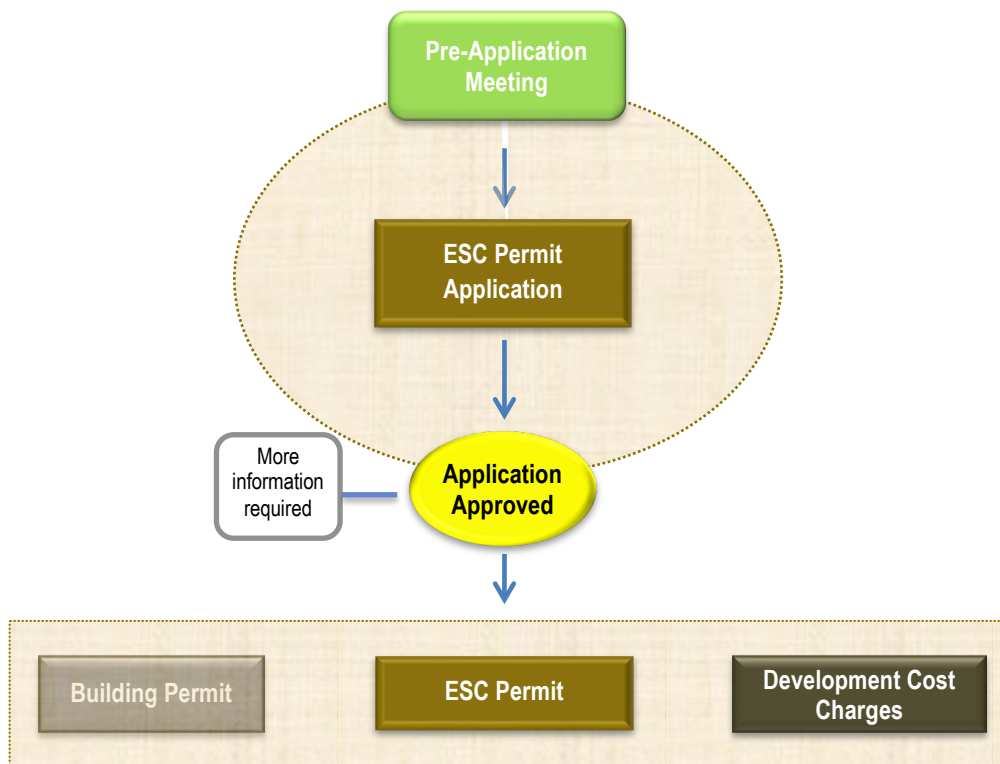 Pre-Application
Meeting
ESC Permit
Application
More
information
required
Application
Approved
Building Permit
ESC Permit
Development Cost
Charges